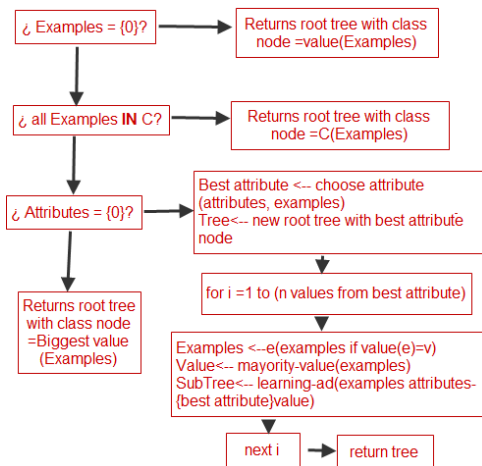 ¿ Examples = {0}?
Returns root tree with class
node =value(Examples)
¿ all Examples IN C?
Returns root tree with class
node =C(Examples)
¿ Attributes = {0}?
Best attribute <-- choose attribute
(attributes, examples)
Tree<-- new root tree with best attribute
node
for i =1 to (n values from best attribute)
Returns root tree
with class node
=Biggest value
(Examples)
Examples <--e(examples if value(e)=v)
Value<-- mayority-value(examples)
SubTree<-- learning-ad(examples attributes-
{best attribute}value)
next i
return tree